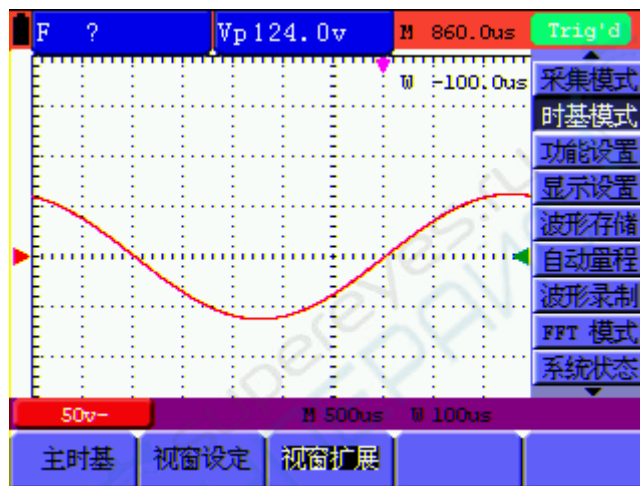 F ? Vp124.0v M 860.0us Trig'd
W -100.0us
采集模式
时基模式
功能设置
显示设置
波形存储
自动量程
波形录制
FFT 模式
系统状态
50v- M 500us W 100us
主时基 视窗设定 视窗扩展